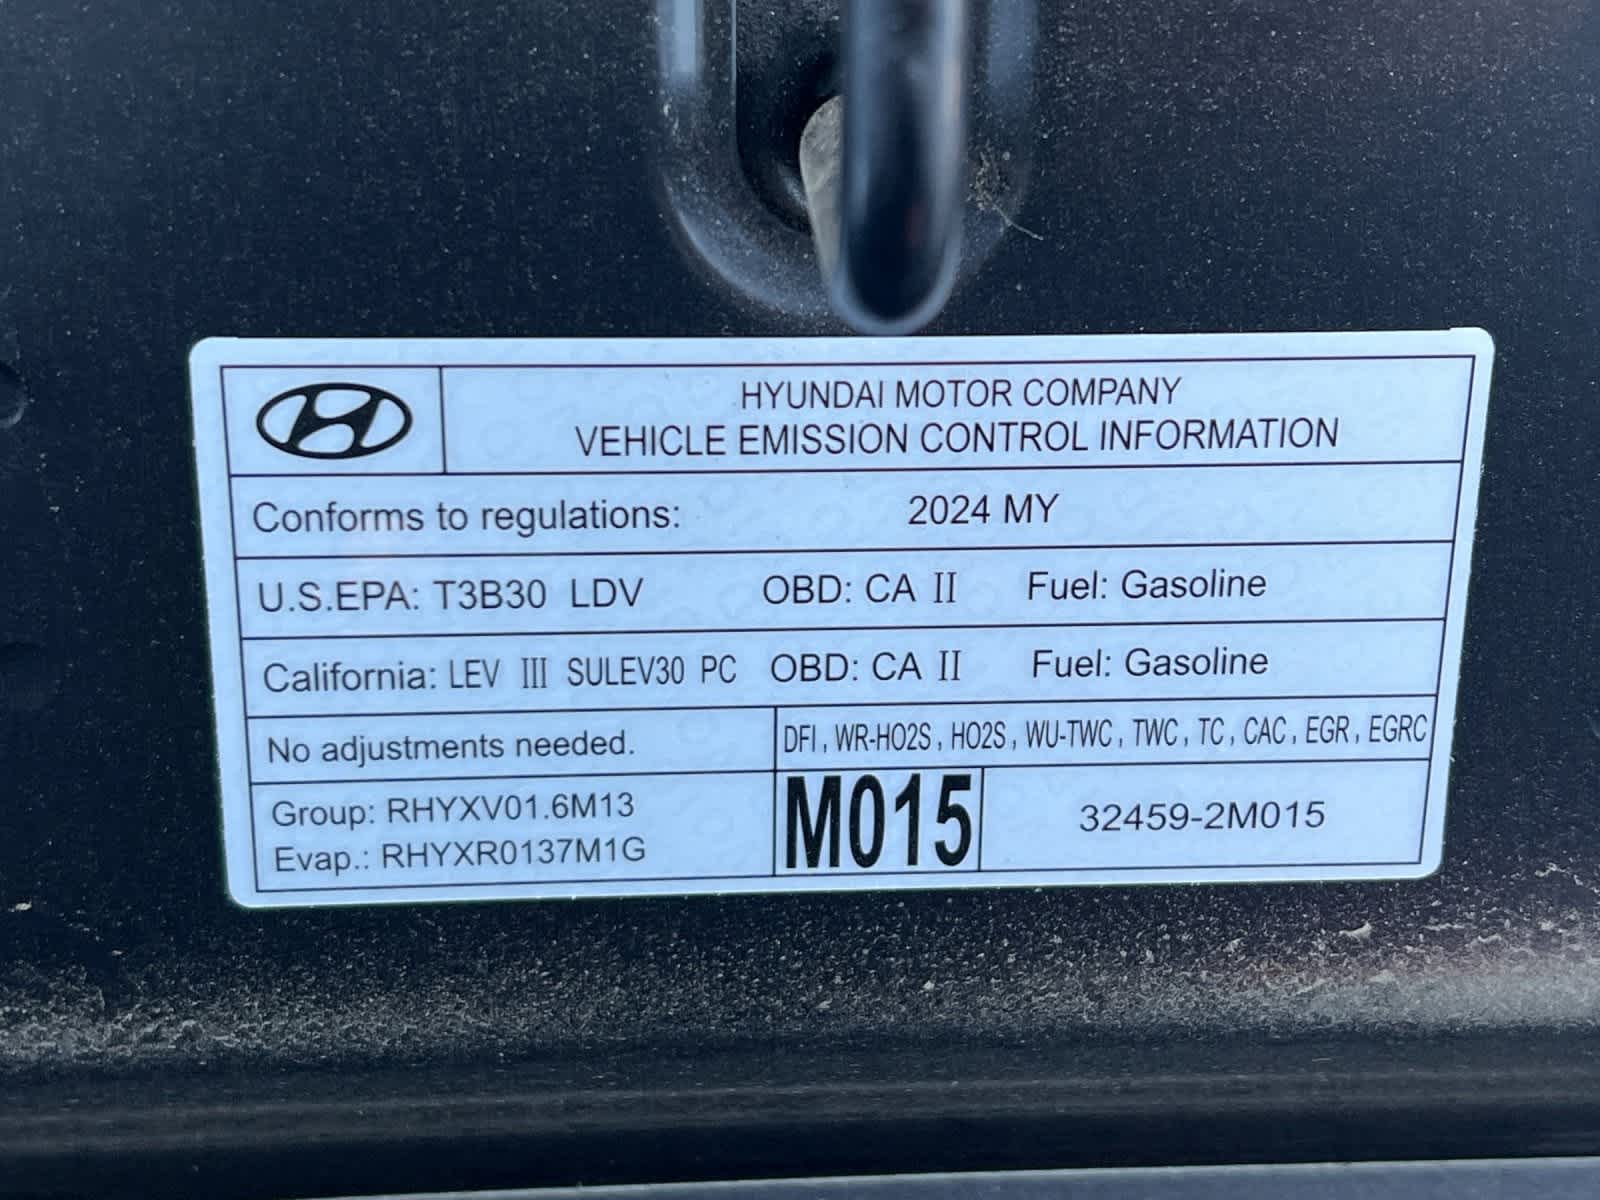 HYUNDAI MOTOR COMPANY
VEHICLE EMISSION CONTROL INFORMATION
Conforms to regulations: 2024 MY
U.S.EPA: T3B30 LDV OBD: CA II Fuel: Gasoline
California: LEV III SULEV30 PC OBD: CA II Fuel: Gasoline
No adjustments needed.
DFI, WR-HO2S, HO2S, WU-TWC, TWC, TC, CAC, EGR, EGRC
Group: RHYXV01.6M13
Evap.: RHYXR0137M1G
M015
32459-2M015